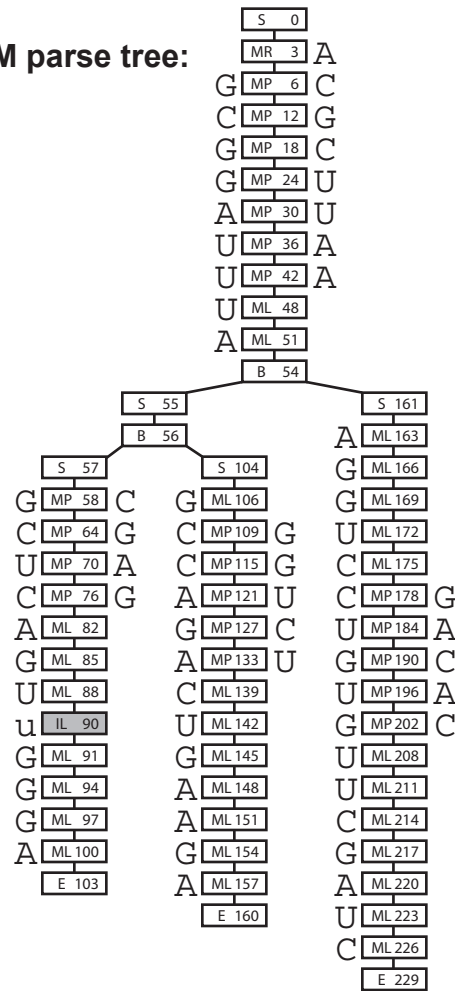 S 0
M parse tree: MR 3 A
G MP 6 C
C MP 12 G
G MP 18 C
G MP 24 U
A MP 30 U
U MP 36 A
U MP 42 A
U ML 48
A ML 51
B 54
S 55 S 161
B 56 A ML 163
S 57 S 104 G ML 166
G MP 58 C G ML 106 G ML 169
C MP 64 G C MP 109 G U ML 172
U MP 70 A C MP 115 G C ML 175
C MP 76 G A MP 121 U C MP 178 G
A ML 82 G MP 127 C U MP 184 A
G ML 85 A MP 133 U G MP 190 C
U ML 88 C ML 139 U MP 196 A
u IL 90 U ML 142 G MP 202 C
G ML 91 G ML 145 U ML 208
G ML 94 A ML 148 U ML 211
G ML 97 A ML 151 C ML 214
A ML 100 G ML 154 G ML 217
E 103 A ML 157 A ML 220
E 160 U ML 223
C ML 226
E 229